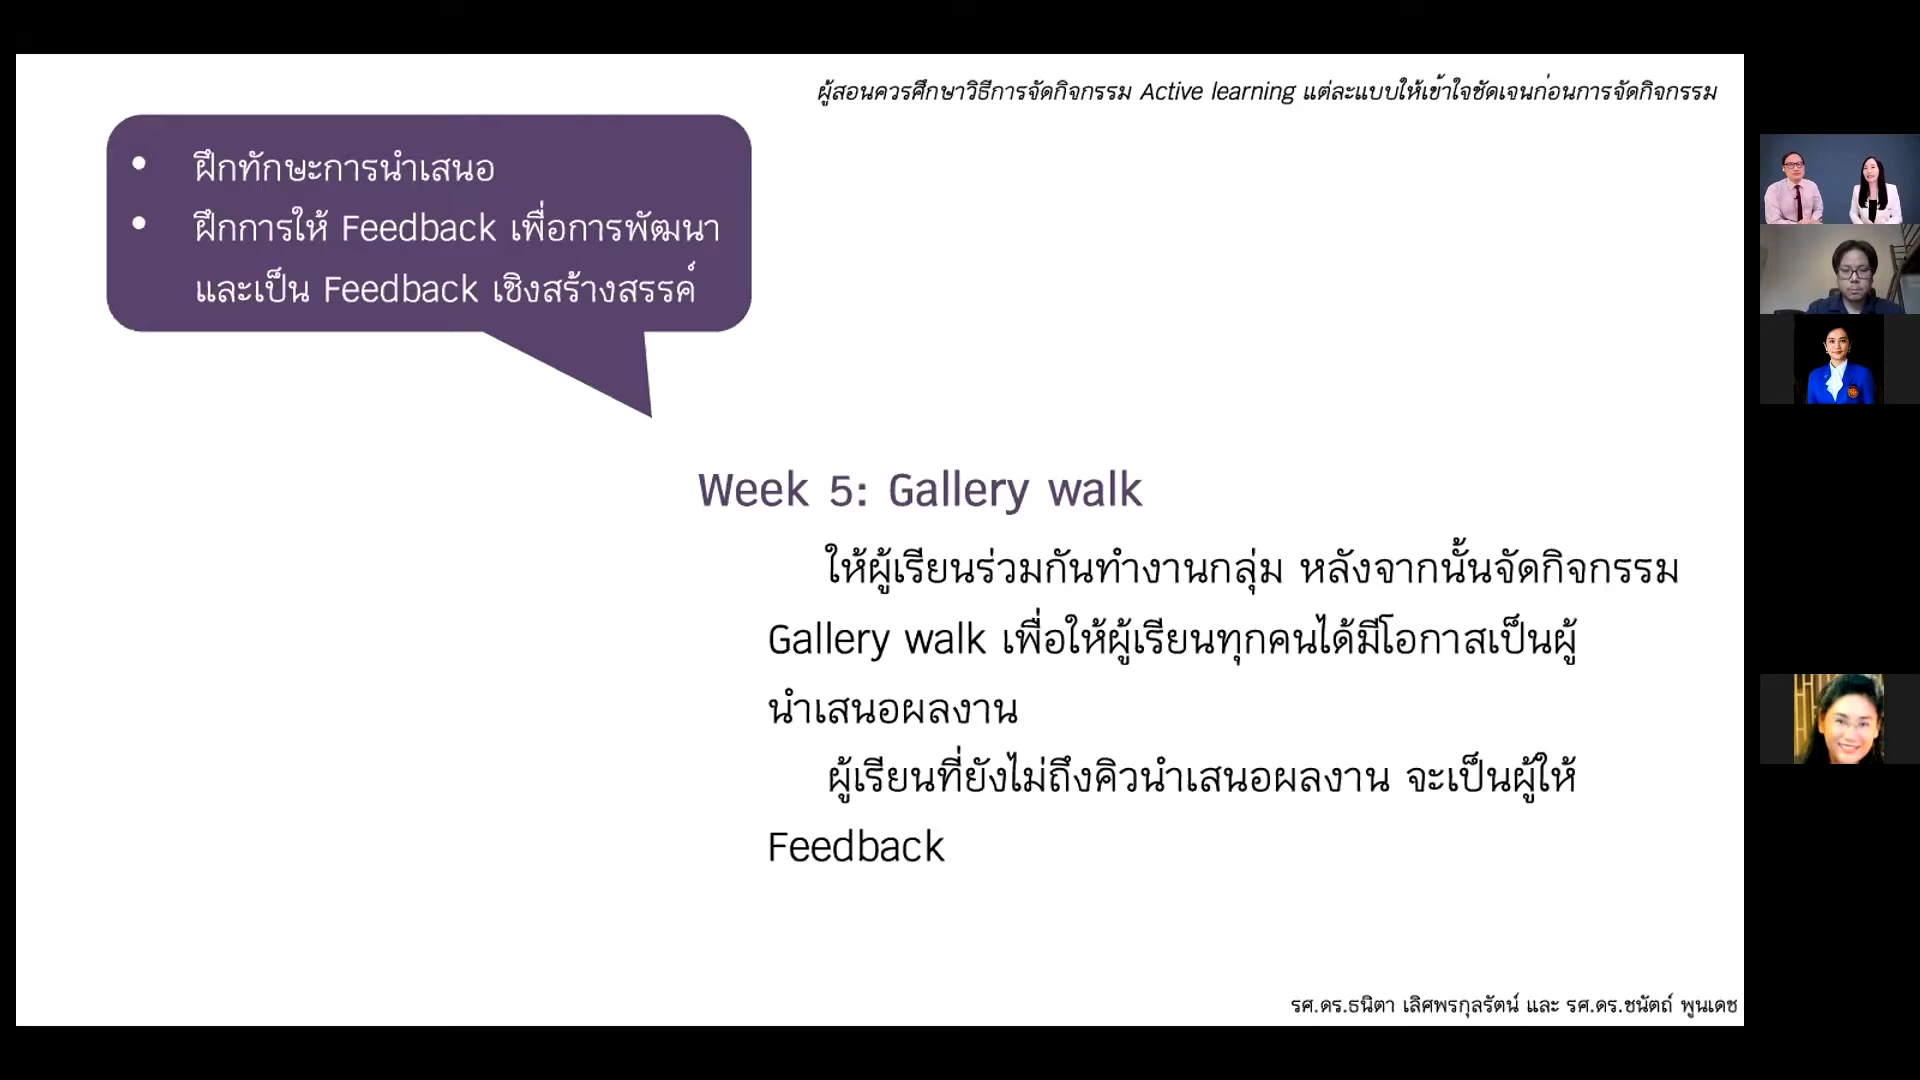 ผู้สอนควรศึกษาวิธีการจัดกิจกรรม Active learning แต่ละแบบให้เข้าใจชัดเจนก่อนการจัดกิจกรรม
• ฝึกทักษะการนำเสนอ
• ฝึกการให้ Feedback เพื่อการพัฒนา
และเป็น Feedback เชิงสร้างสรรค์
Week 5: Gallery walk
ให้ผู้เรียนร่วมกันทำงานกลุ่ม หลังจากนั้นจัดกิจกรรม
Gallery walk เพื่อให้ผู้เรียนทุกคนได้มีโอกาสเป็นผู้
นำเสนอผลงาน
ผู้เรียนที่ยังไม่ถึงคิวนำเสนอผลงาน จะเป็นผู้ให้
Feedback
รศ.ดร.ธนิตา เลิศพรกุลรัตน์ และ รศ.ดร.ชนัตถ์ พูนเดช